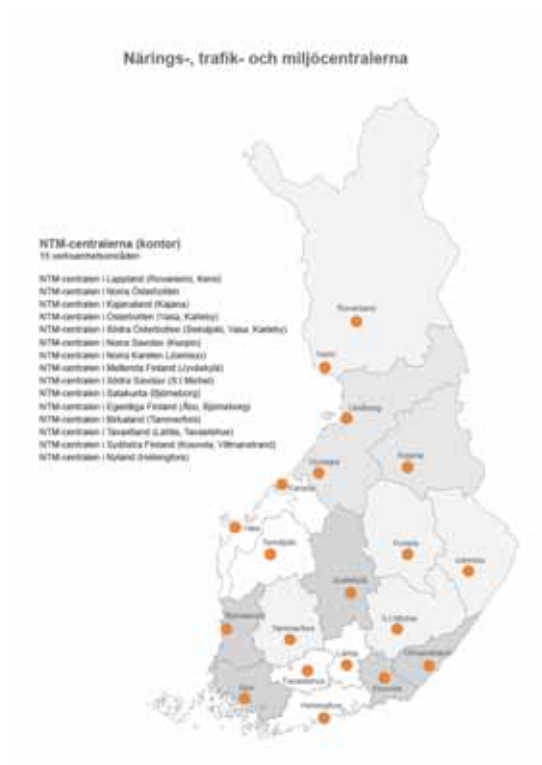 Närings-, trafik- och miljöcentralerna
NTM-centralerna (kontor)
15 verksamhetsområden
NTM-centralen i Lappland (Rovaniemi, Kemi)
NTM-centralen i Norra Österbotten
NTM-centralen i Kajanaland (Kajana)
NTM-centralen i Österbotten (Vasa, Karleby)
NTM-centralen i Södra Österbotten (Seinäjoki, Vasa, Karleby)
NTM-centralen i Norra Savolax (Kuopio)
NTM-centralen i Norra Karelen (Joensuu)
NTM-centralen i Mellersta Finland (Jyväskylä)
NTM-centralen i Södra Savolax (S:t Michel)
NTM-centralen i Satakunta (Björneborg)
NTM-centralen i Egentliga Finland (Åbo, Björneborg)
NTM-centralen i Birkaland (Tammerfors)
NTM-centralen i Tavastland (Lahtis, Tavastehus)
NTM-centralen i Sydöstra Finland (Kouvola, Villmanstrand)
NTM-centralen i Nyland (Helsingfors)
Rovaniemi
Kemi
Uleåborg
Kajana
Ylivieska
Karleby
Vasa
Seinäjoki
Kuopio
Joensuu
Jyväskylä
Björneborg
Tammerfors
S:t Michel
Lahtis
Villmanstrand
Tavastehus
Kouvola
Åbo
Helsingfors